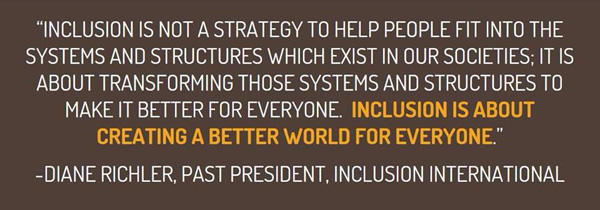 “INCLUSION IS NOT A STRATEGY TO HELP PEOPLE FIT INTO THE
SYSTEMS AND STRUCTURES WHICH EXIST IN OUR SOCIETIES; IT IS
ABOUT TRANSFORMING THOSE SYSTEMS AND STRUCTURES TO
MAKE IT BETTER FOR EVERYONE. INCLUSION IS ABOUT
CREATING A BETTER WORLD FOR EVERYONE.”
-DIANE RICHLER, PAST PRESIDENT, INCLUSION INTERNATIONAL